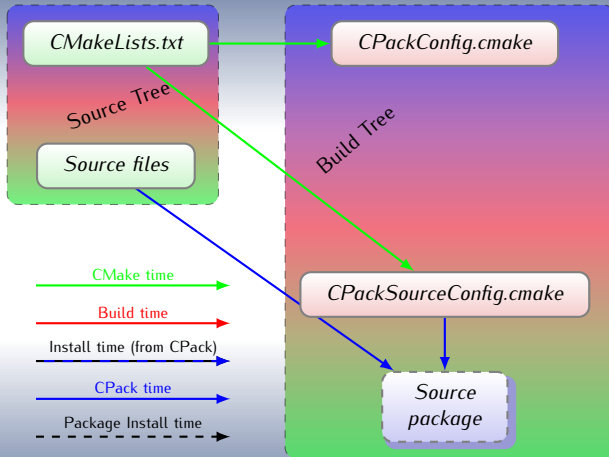 CMakeLists.txt
CPackConfig.cmake
Source Tree
Build Tree
Source files
CMake time
CPackSourceConfig.cmake
Build time
Install time (from CPack)
CPack time
Source
package
Package Install time